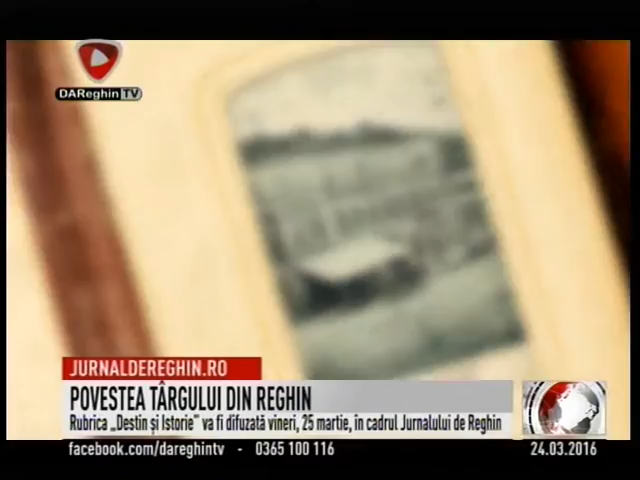 DAReghin TV
JURNALDEREGHIN.RO
POVESTEA TÂRGULUI DIN REGHIN
Rubrica „Destin și Istorie” va fi difuzată vineri, 25 martie, în cadrul Jurnalului de Reghin
facebook.com/dareghintv - 0365 100 116 24.03.2016